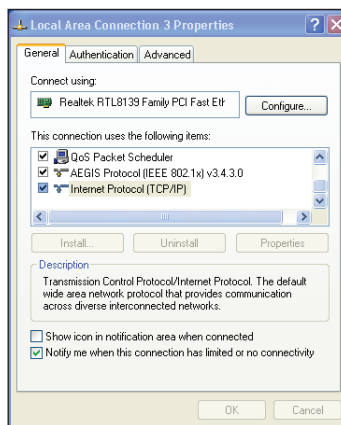 Local Area Connection 3 Properties
General Authentication Advanced
Connect using:
Realtek RTL8139 Family PCI Fast Eth
Configure...
This connection uses the following items:
QoS Packet Scheduler
AEGIS Protocol (IEEE 802.1x) v3.4.3.0
Internet Protocol (TCP/IP)
Install... Uninstall Properties
Description
Transmission Control Protocol/Internet Protocol. The default
wide area network protocol that provides communication
across diverse interconnected networks.
Show icon in notification area when connected
Notify me when this connection has limited or no connectivity
OK Cancel